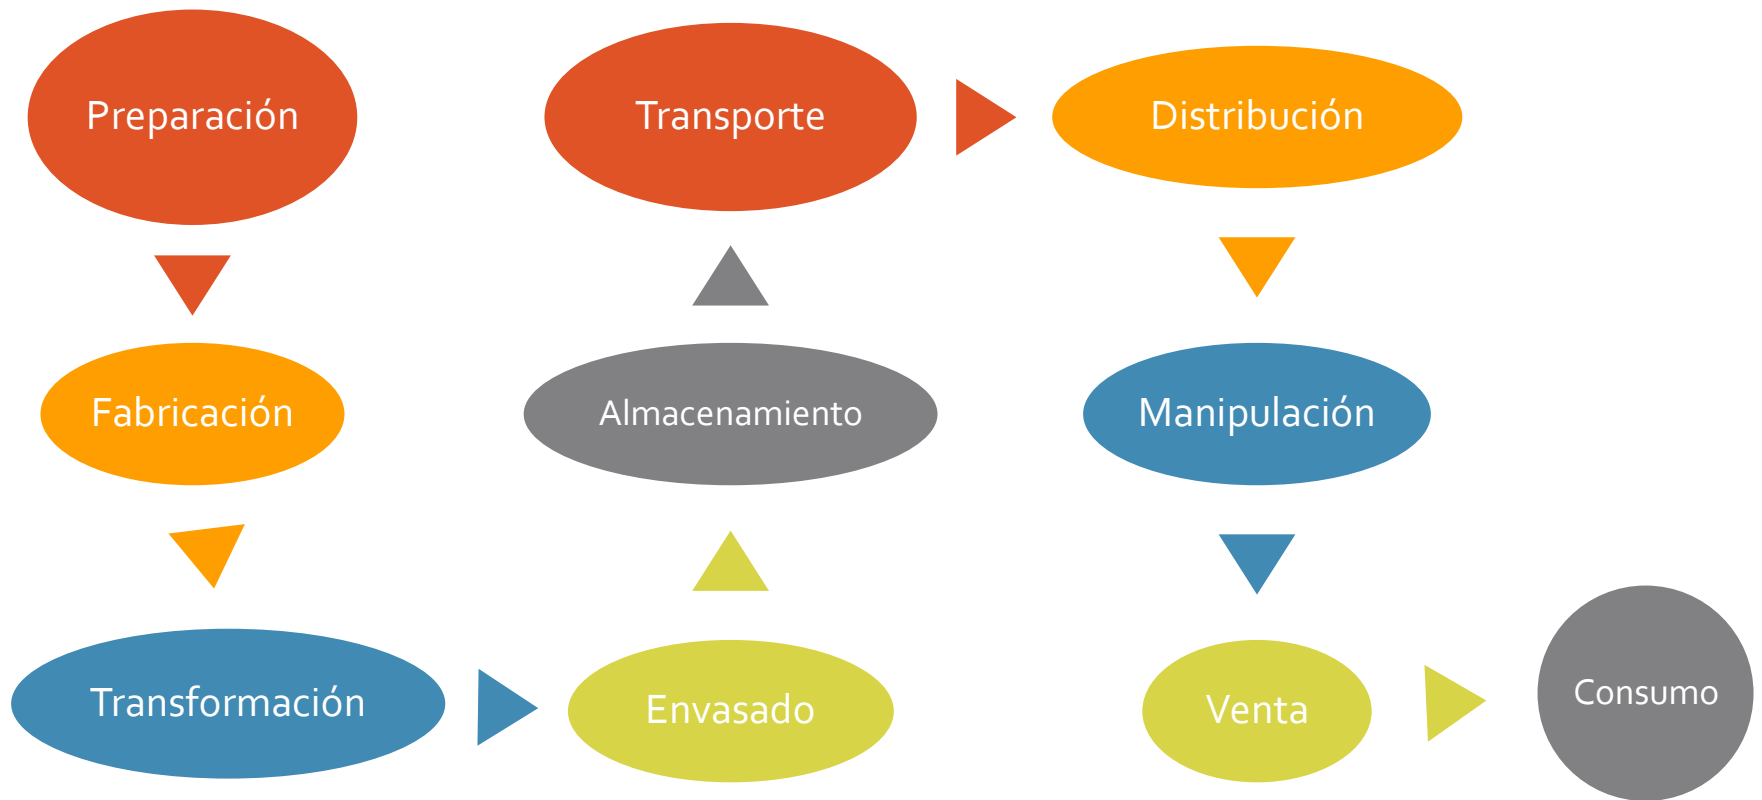 Preparación
Fabricación
Transformación
Envasado
Almacenamiento
Transporte
Distribución
Manipulación
Venta
Consumo